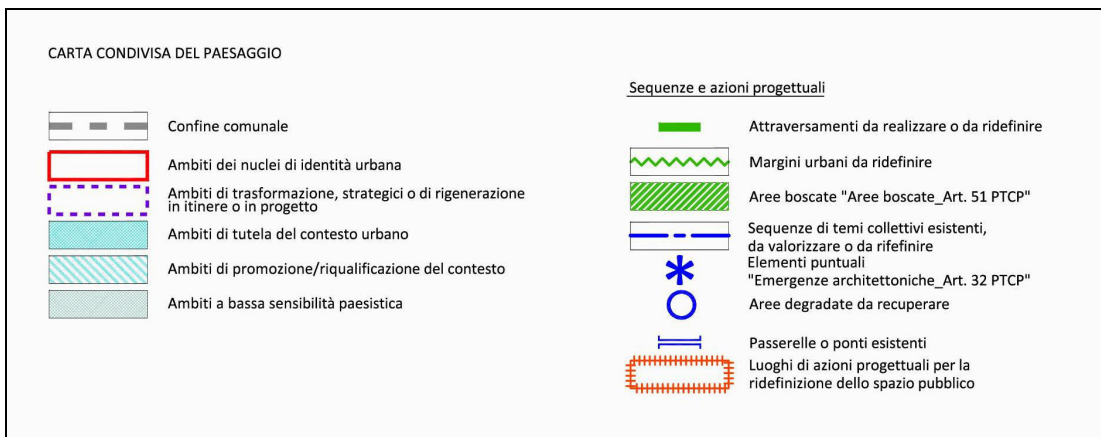 CARTA CONDIVISA DEL PAESAGGIO
Confine comunale
Ambiti dei nuclei di identità urbana
Ambiti di trasformazione, strategici o di rigenerazione
in itinere o in progetto
Ambiti di tutela del contesto urbano
Ambiti di promozione/riqualificazione del contesto
Ambiti a bassa sensibilità paesistica
Sequenze e azioni progettuali
Attraversamenti da realizzare o da ridefinire
Margini urbani da ridefinire
Aree boscate "Aree boscate_Art. 51 PTCP"
Sequenze di temi collettivi esistenti,
da valorizzare o da rifefinire
Elementi puntuali
"Emergenze architettoniche_Art. 32 PTCP"
Aree degradate da recuperare
Passerelle o ponti esistenti
Luoghi di azioni progettuali per la
ridefinizione dello spazio pubblico